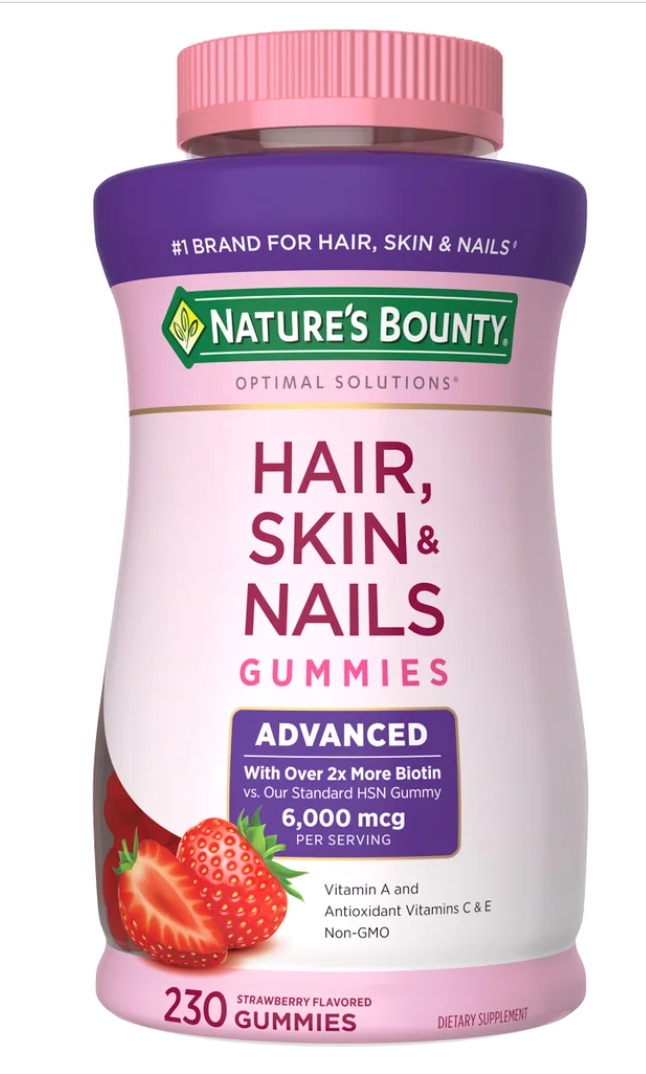 #1 BRAND FOR HAIR, SKIN & NAILS◊
NATURE'S BOUNTY®
OPTIMAL SOLUTIONS®
HAIR,
SKIN &
NAILS
GUMMIES
ADVANCED
With Over 2x More Biotin
vs. Our Standard HSN Gummy
6,000 mcg
PER SERVING
Vitamin A and
Antioxidant Vitamins C & E
Non-GMO
230 STRAWBERRY FLAVORED
GUMMIES
DIETARY SUPPLEMENT